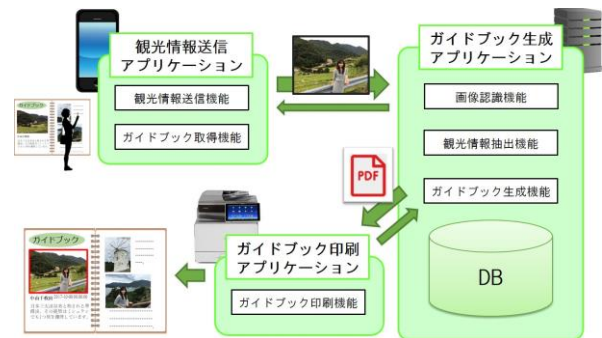 観光情報送信
アプリケーション
観光情報送信機能
ガイドブック取得機能
ガイドブック
ガイドブック生成
アプリケーション
画像認識機能
観光情報抽出機能
ガイドブック生成機能
DB
PDF
ガイドブック印刷
アプリケーション
ガイドブック印刷機能
ガイドブック